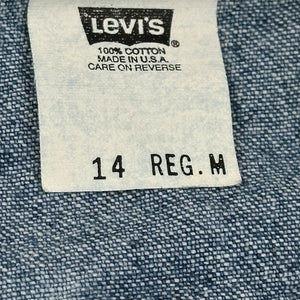 LEVI'S
®
100% COTTON
MADE IN U.S.A.
CARE ON REVERSE
14 REG. M